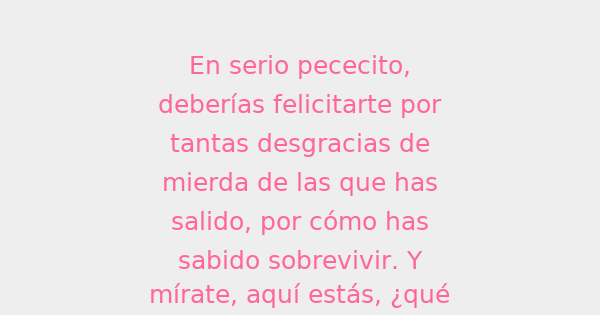 En serio pececito,
deberías felicitarte por
tantas desgracias de
mierda de las que has
salido, por cómo has
sabido sobrevivir. Y
mírate, aquí estás, ¿qué